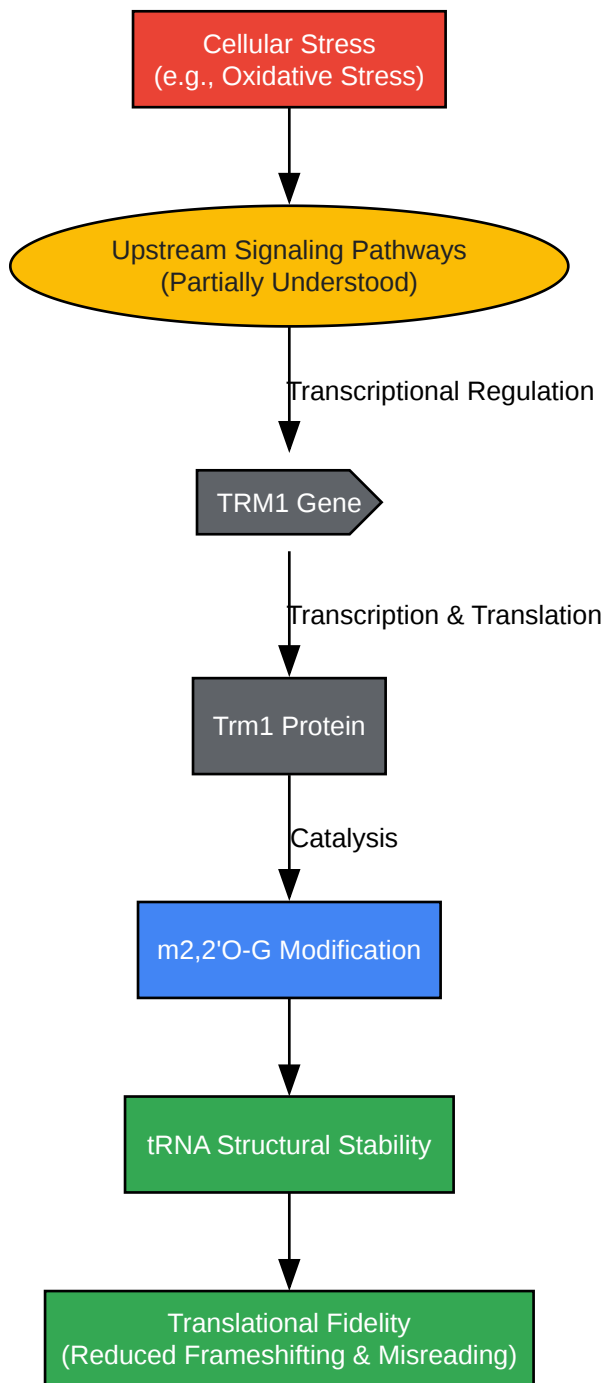 Cellular Stress
(e.g., Oxidative Stress)
Upstream Signaling Pathways
(Partially Understood)
Transcriptional Regulation
TRM1 Gene
Transcription & Translation
Trm1 Protein
Catalysis
m2,2'O-G Modification
tRNA Structural Stability
Translational Fidelity
(Reduced Frameshifting & Misreading)